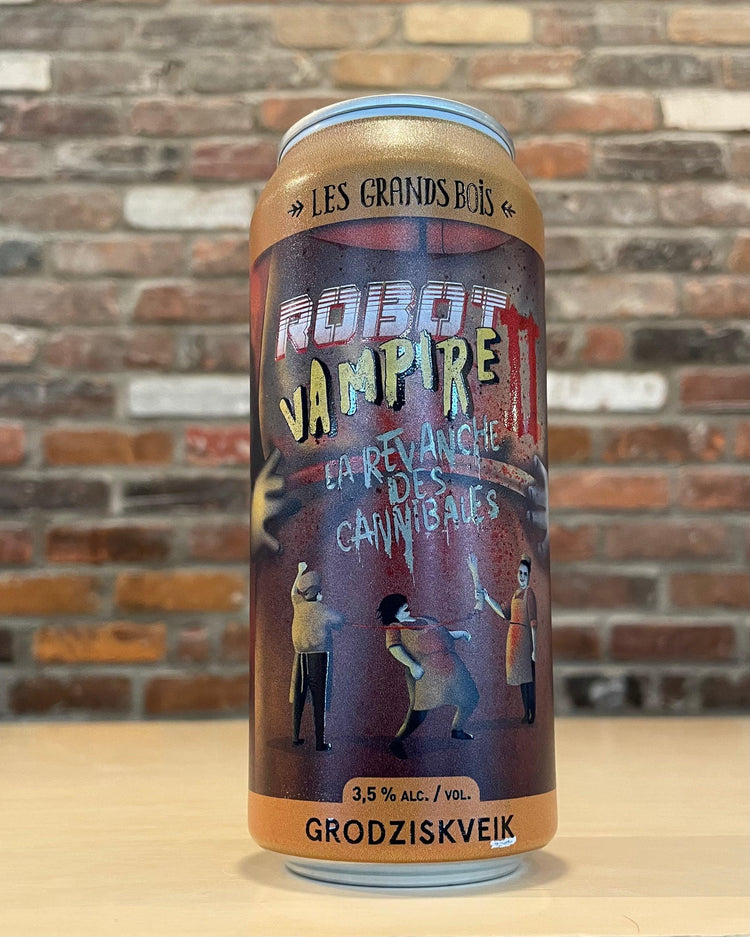 LES GRANDS BOIS
ROBOT
VAMPIRE II
LA REVANCHE
DES
CANNIBALES
3,5 % ALC. / VOL.
GRODZISKVEIK